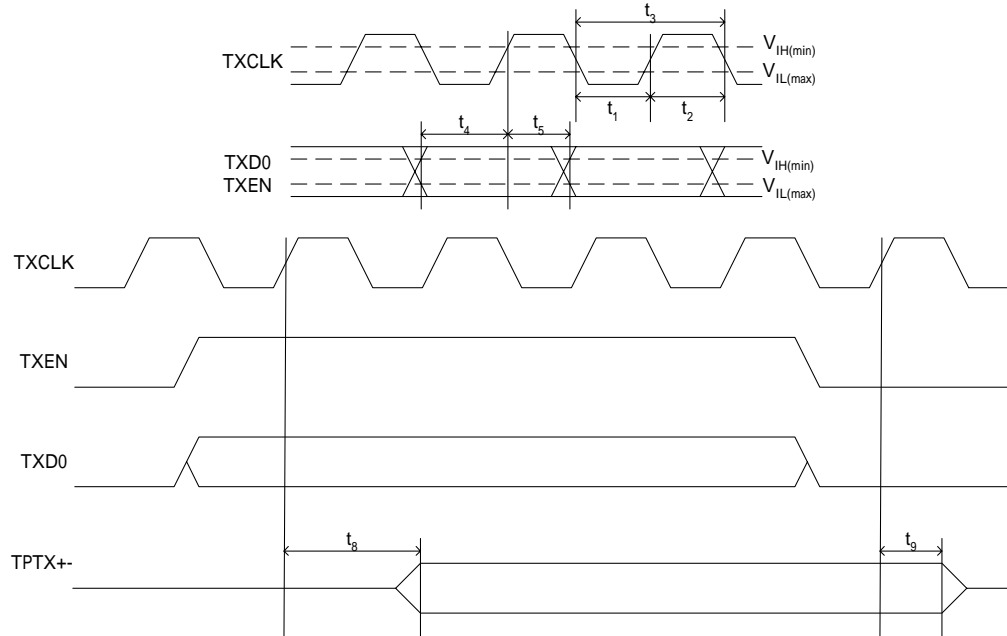 t3
TXCLK
VIH(min)
VIL(max)
t1
t2
t4
t5
TXD0
TXEN
VIH(min)
VIL(max)
TXCLK
TXEN
TXD0
TPTX+-
t8
t9